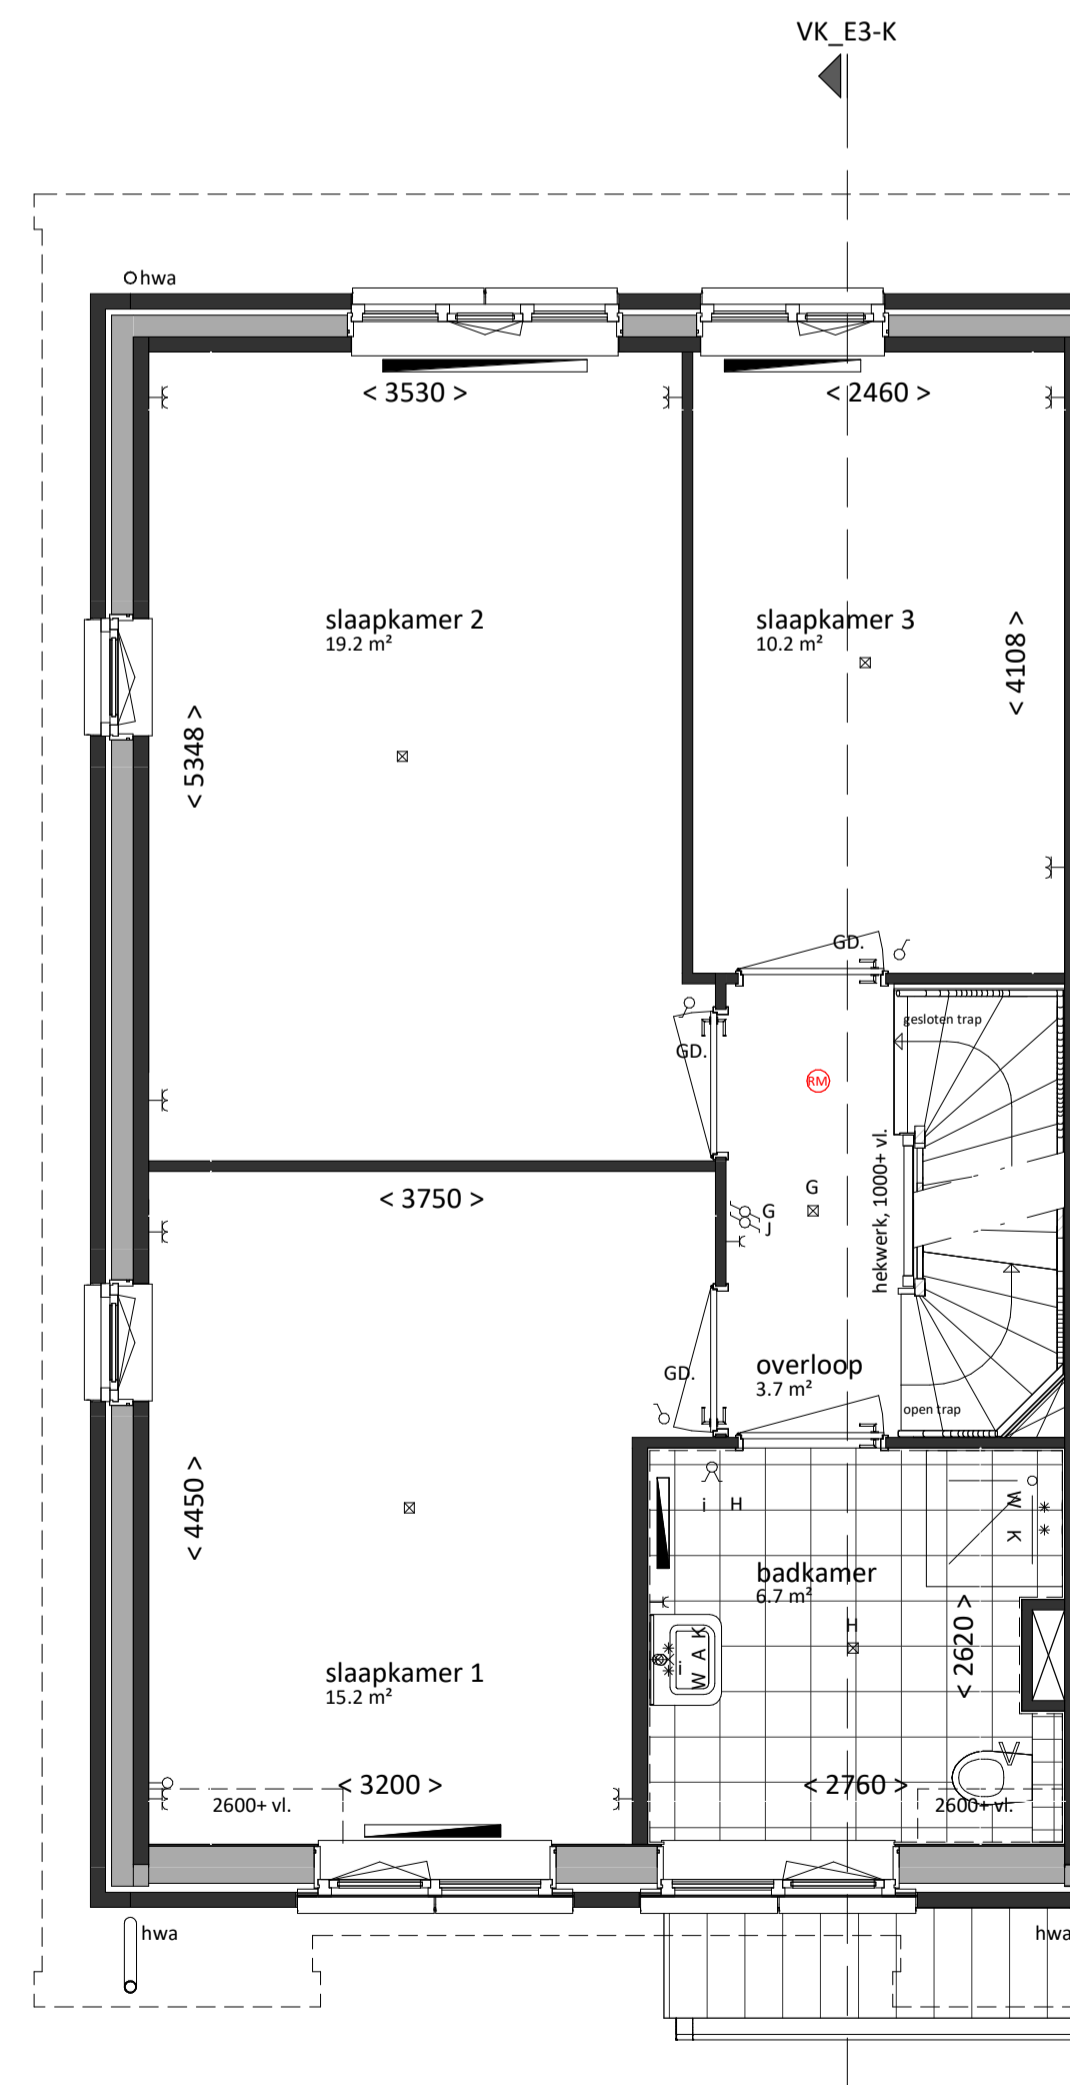 VK_E3-K
hwa
< 3530 >
< 2460 >
slaapkamer 2
19.2 m²
slaapkamer 3
10.2 m²
< 4108 >
< 5348 >
GD.
gesloten trap
GD.
RM
hekwerk, 1000+ vl.
G
< 3750 >
G
J
overloop
3.7 m²
GD.
open trap
< 4450 >
i H
W K
badkamer
6.7 m²
H
< 2620 >
W A K
ii
slaapkamer 1
15.2 m²
V
< 3200 >
< 2760 >
2600+ vl.
2600+ vl.
hwa
hwa